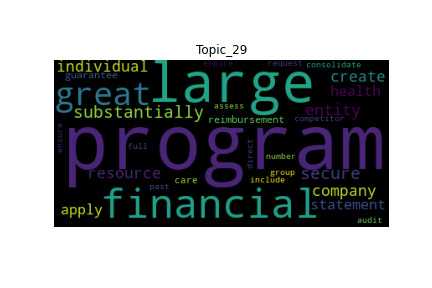 Topic_29
individual large expire request consolidate
guarantee create
great health
substantially assess entity
reimbursement competitor
ensure program
full direct number
resource group secure
care include
past company
apply financial statement
audit